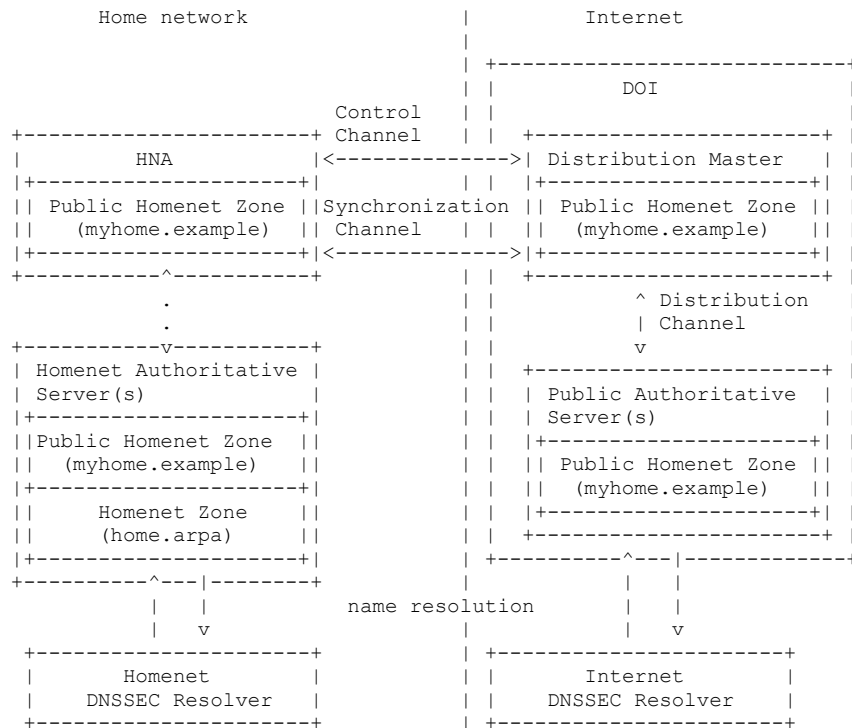 Home network Internet
DOI
Control
Channel
HNA Distribution Master
Public Homenet Zone Synchronization Public Homenet Zone
(myhome.example) Channel (myhome.example)
^ Distribution
. | Channel
. v
v
Homenet Authoritative
Server(s) Public Authoritative
Server(s)
Public Homenet Zone
(myhome.example) Public Homenet Zone
Homenet Zone (myhome.example)
(home.arpa)
name resolution
v v
Homenet Internet
DNSSEC Resolver DNSSEC Resolver